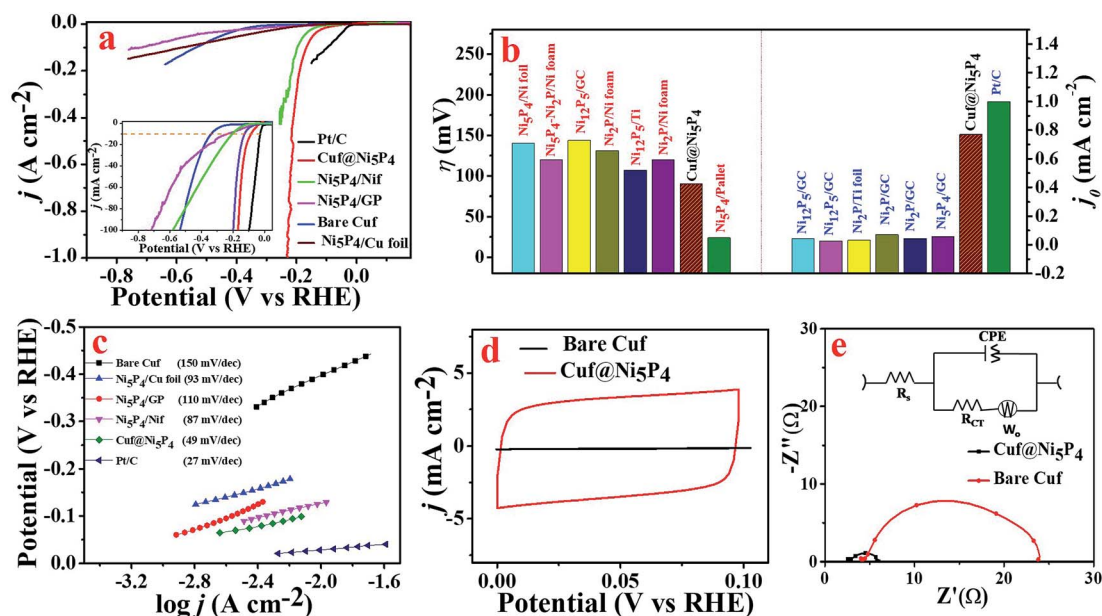 a
j (A cm-2)
0.0
-0.2
-0.4
-0.6
-0.8
-1.0
-0.8 -0.6 -0.4 -0.2 0.0
Potential (V vs RHE)
j (mA cm-2)
0
-20
-40
-60
-80
-100
-0.8 -0.4 0.0
Potential (V vs RHE)
Pt/C
Cuf@Ni5P4
Ni5P4/Nif
Ni5P4/GP
Bare Cuf
Ni5P4/Cu foil
b
η (mV)
250
200
150
100
50
0
Ni5P4/Ni foil
Ni5P4-Ni2P/Ni foam
Ni12P5/GC
Ni2P/Ni foam
Ni12P5/Ti
Ni2P/Ni foam
Cuf@Ni5P4
Ni5P4/Pallet
Ni12P5/GC
Ni12P5/GC
Ni2P/Ti foil
Ni2P/GC
Ni2P/GC
Ni5P4/GC
Cuf@Ni5P4
Pt/C
1.4
1.2
1.0
0.8
0.6
0.4
0.2
0.0
-0.2
j0 (mA cm-2)
c
Potential (V vs RHE)
-0.5
-0.4
-0.3
-0.2
-0.1
0.0
Bare Cuf (150 mV/dec)
Ni5P4/Cu foil (93 mV/dec)
Ni5P4/GP (110 mV/dec)
Ni5P4/Nif (87 mV/dec)
Cuf@Ni5P4 (49 mV/dec)
Pt/C (27 mV/dec)
-3.2 -2.8 -2.4 -2.0 -1.6
log j (A cm-2)
d
j (mA cm-2)
5
0
-5
Bare Cuf
Cuf@Ni5P4
0.00 0.05 0.10
Potential (V vs RHE)
e
-Z''(Ω)
30
20
10
0
CPE
Rs
RCT
Wo
W
Cuf@Ni5P4
Bare Cuf
0 10 20 30
Z'(Ω)